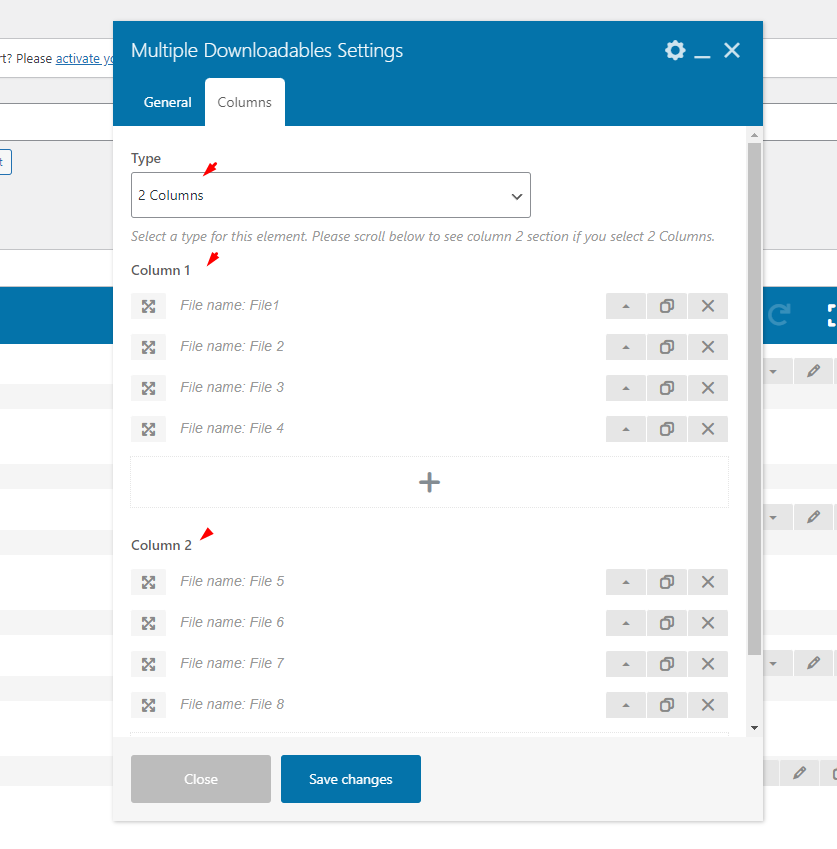 Multiple Downloadables Settings
rt? Please activate yo
General
Columns
Type
2 Columns
Select a type for this element. Please scroll below to see column 2 section if you select 2 Columns.
Column 1
File name: File1
File name: File 2
File name: File 3
File name: File 4
Column 2
File name: File 5
File name: File 6
File name: File 7
File name: File 8
Close
Save changes